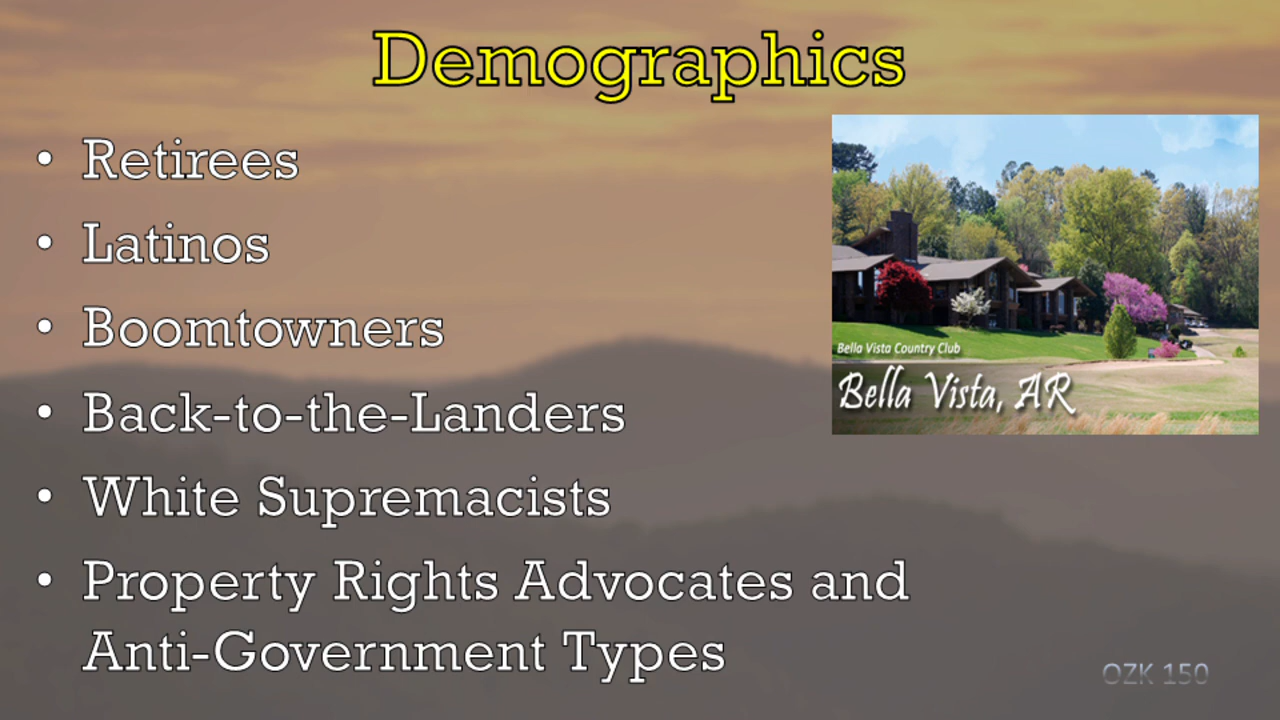 Demographics
• Retirees
• Latinos
• Boomtowners
• Back-to-the-Landers
• White Supremacists
• Property Rights Advocates and
Anti-Government Types
Bella Vista Country Club
Bella Vista, AR
OZK 150